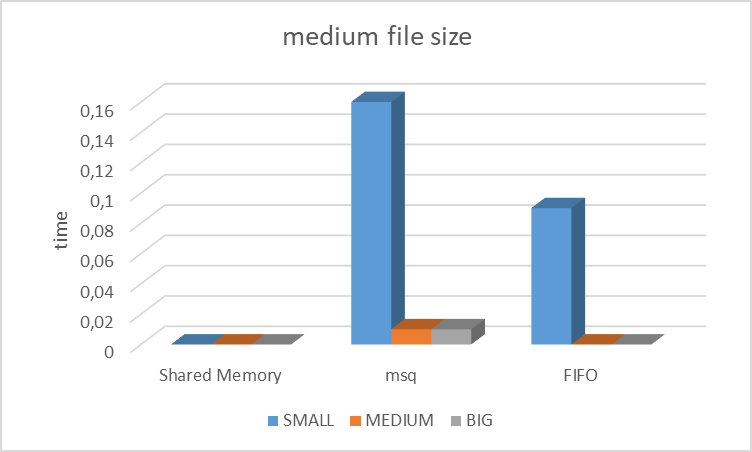 medium file size
0,16
0,14
0,12
0,1
0,08
0,06
0,04
0,02
0
time
Shared Memory msq FIFO
SMALL MEDIUM BIG